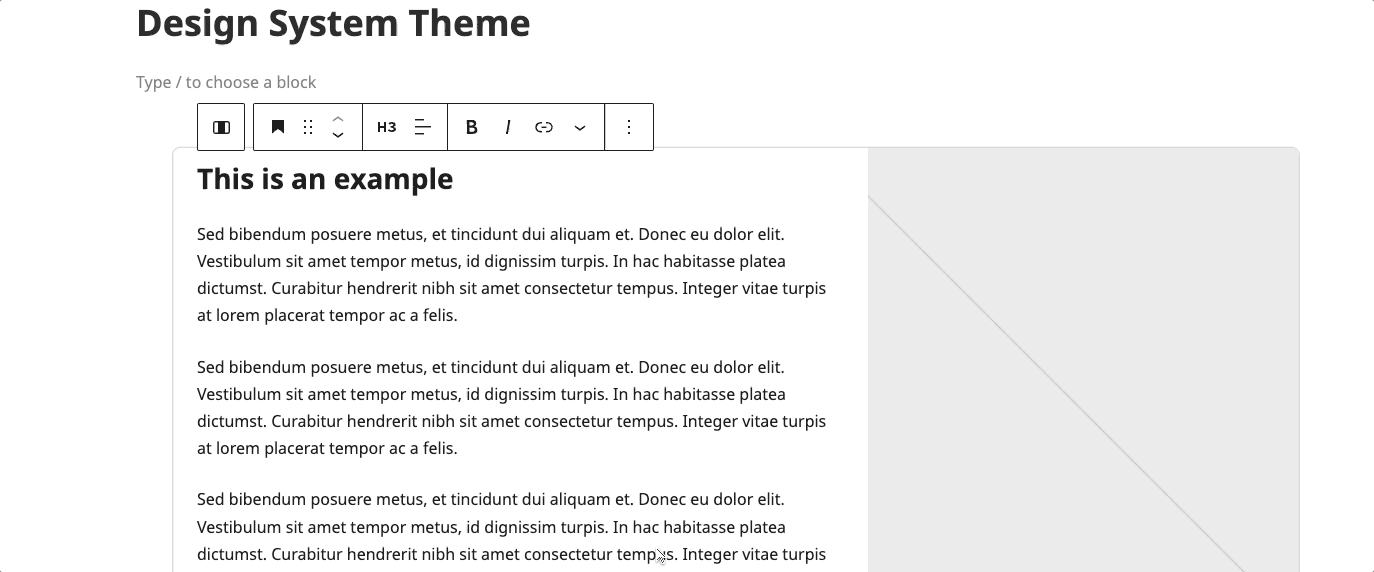 Design System Theme
Type / to choose a block
H3 B I
This is an example
Sed bibendum posuere metus, et tincidunt dui aliquam et. Donec eu dolor elit.
Vestibulum sit amet tempor metus, id dignissim turpis. In hac habitasse platea
dictumst. Curabitur hendrerit nibh sit amet consectetur tempus. Integer vitae turpis
at lorem placerat tempor ac a felis.
Sed bibendum posuere metus, et tincidunt dui aliquam et. Donec eu dolor elit.
Vestibulum sit amet tempor metus, id dignissim turpis. In hac habitasse platea
dictumst. Curabitur hendrerit nibh sit amet consectetur tempus. Integer vitae turpis
at lorem placerat tempor ac a felis.
Sed bibendum posuere metus, et tincidunt dui aliquam et. Donec eu dolor elit.
Vestibulum sit amet tempor metus, id dignissim turpis. In hac habitasse platea
dictumst. Curabitur hendrerit nibh sit amet consectetur tempus. Integer vitae turpis